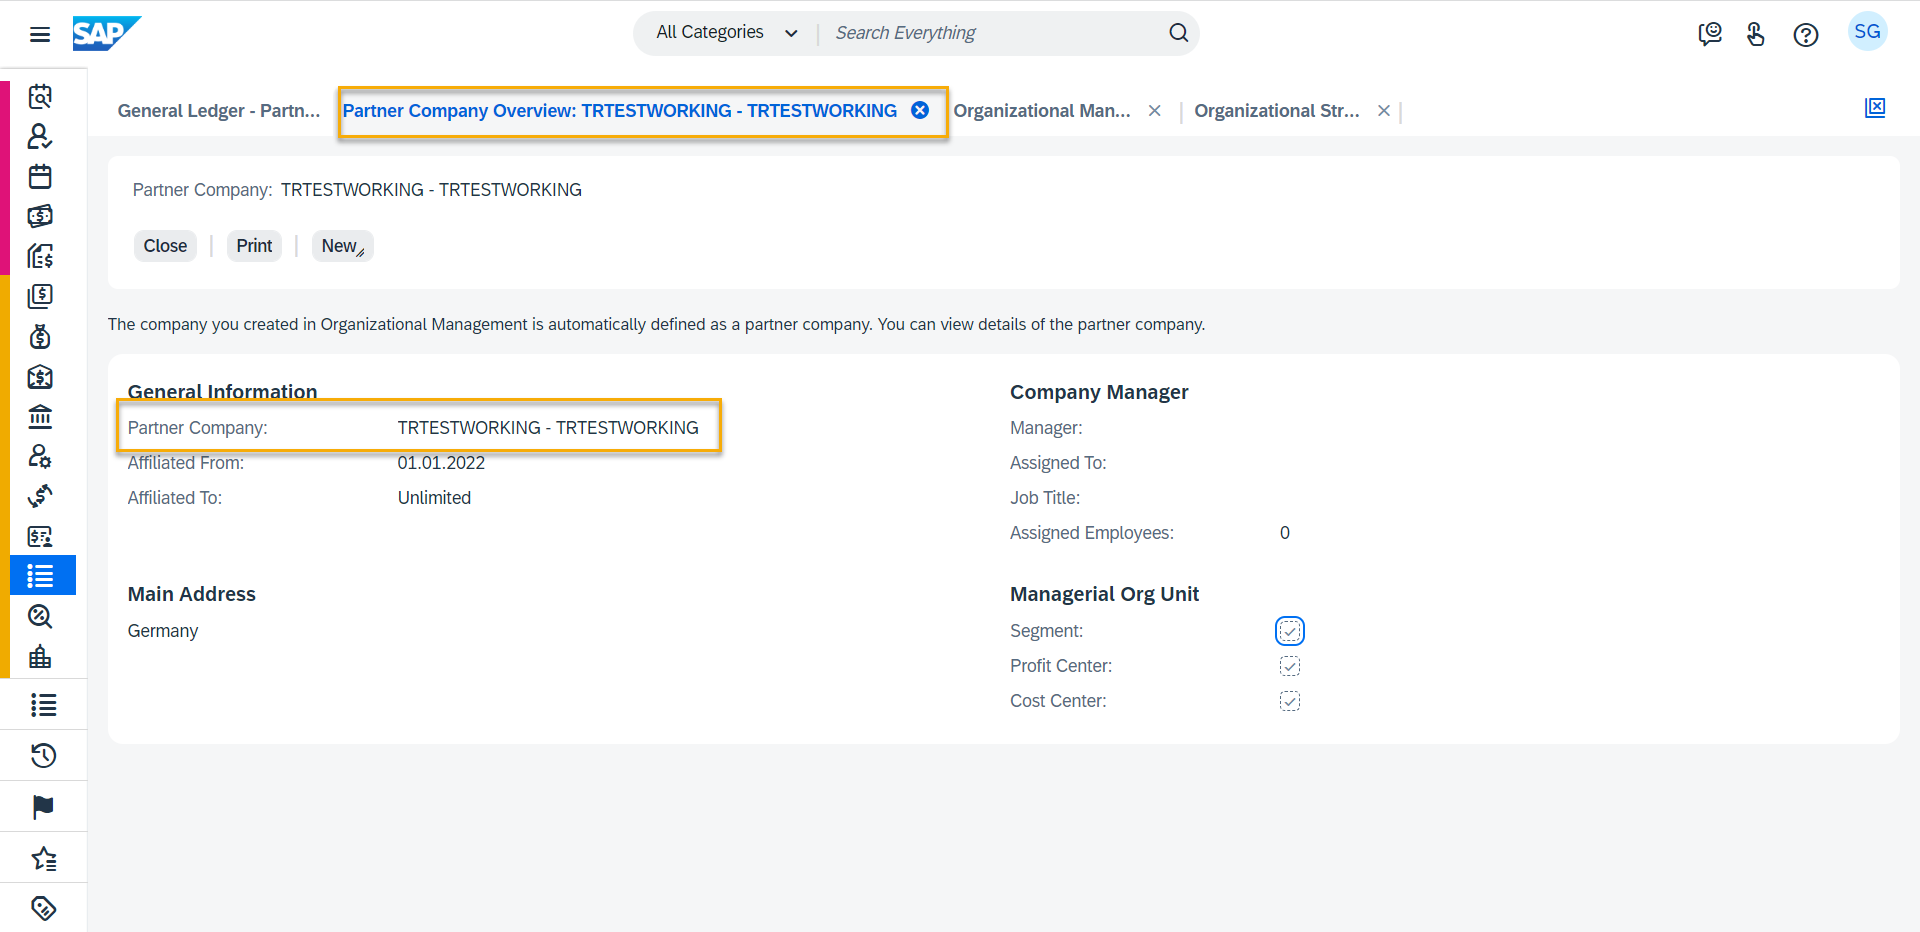 SAP
All Categories
Search Everything
SG
General Ledger - Partn...
Partner Company Overview: TRTESTWORKING - TRTESTWORKING
Organizational Man...
Organizational Str...
Partner Company: TRTESTWORKING - TRTESTWORKING
Close
Print
New
The company you created in Organizational Management is automatically defined as a partner company. You can view details of the partner company.
General Information
Partner Company: TRTESTWORKING - TRTESTWORKING
Affiliated From: 01.01.2022
Affiliated To: Unlimited
Company Manager
Manager:
Assigned To:
Job Title:
Assigned Employees: 0
Main Address
Germany
Managerial Org Unit
Segment:
Profit Center:
Cost Center: